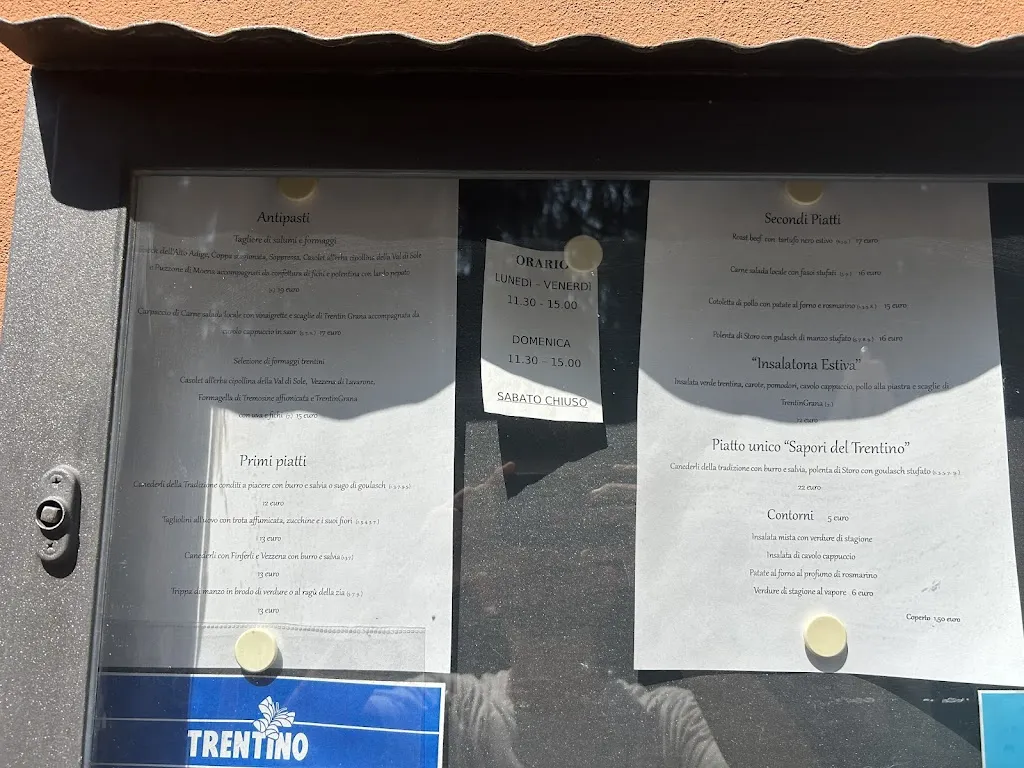 Antipasti
Tagliere di salumi e formaggi
dell'Alto Adige, Coppa Sopressa, Casolet all'erba cipollina della Val di Sole
e Puzzone di Moena accompagnati da confettura di fichi e polentina con lardo pepato
19 euro
Carpaccio di Carne salada locale con vinaigrette e scaglie di Trentin Grana accompagnata da
cavolo cappuccio in saor 17 euro
Selezione di formaggi trentini
Casolet all'erba cipollina della Val di Sole, Vezzena di Lavarone,
Formagella di Tremosine affumicata e TrentinGrana
con uva e fichi (7) 15 euro
Primi piatti
Canederli della Tradizione conditi a piacere con burro e salvia o sugo di goulasch
12 euro
Tagliolini all'uovo con trota affumicata, zucchine e i suoi fiori
13 euro
Canederli con Finferli e Vezzena con burro e salvia
13 euro
Trippa di manzo in brodo di verdure o al ragù della zia
13 euro
ORARIO
LUNEDÌ - VENERDÌ
11.30 - 15.00
DOMENICA
11.30 - 15.00
SABATO CHIUSO
Secondi Piatti
Roast beef con tartufo nero estivo 17 euro
Carne salada locale con fasoi stufati 16 euro
Cotoletta di pollo con patate al forno e rosmarino 15 euro
Polenta di Storo con gulasch di manzo stufato 16 euro
“Insalatona Estiva”
Insalata verde trentina, carote, pomodori, cavolo cappuccio, pollo alla piastra e scaglie di
TrentinGrana
12 euro
Piatto unico “Sapori del Trentino”
Canederli della tradizione con burro e salvia, polenta di Storo con goulasch stufato
22 euro
Contorni 5 euro
Insalata mista con verdure di stagione
Insalata di cavolo cappuccio
Patate al forno al profumo di rosmarino
Verdure di stagione al vapore 6 euro
Coperto 1,50 euro
TRENTINO